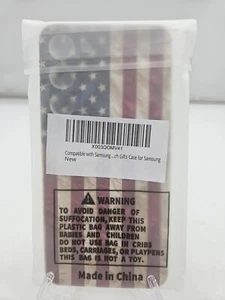 X003OOMV41
Compatible with Samsung ...ch Gifts Case for Samsung
New
WARNING
TO AVOID DANGER OF
SUFFOCATION, KEEP THIS
PLASTIC BAG AWAY FROM
BABIES AND CHILDREN
DO NOT USE BAG IN CRIBS
BEDS, CARRIAGES, OR PLAYPENS
THIS BAG IS NOT A TOY.
Made in China